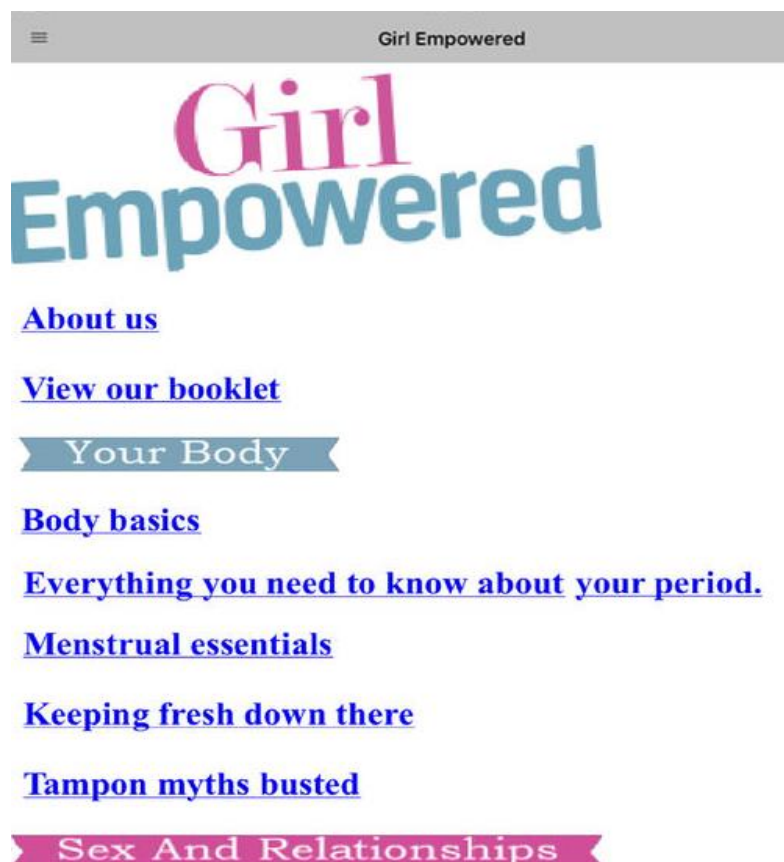 Girl Empowered
Girl
Empowered
About us
View our booklet
Your Body
Body basics
Everything you need to know about your period.
Menstrual essentials
Keeping fresh down there
Tampon myths busted
Sex And Relationships